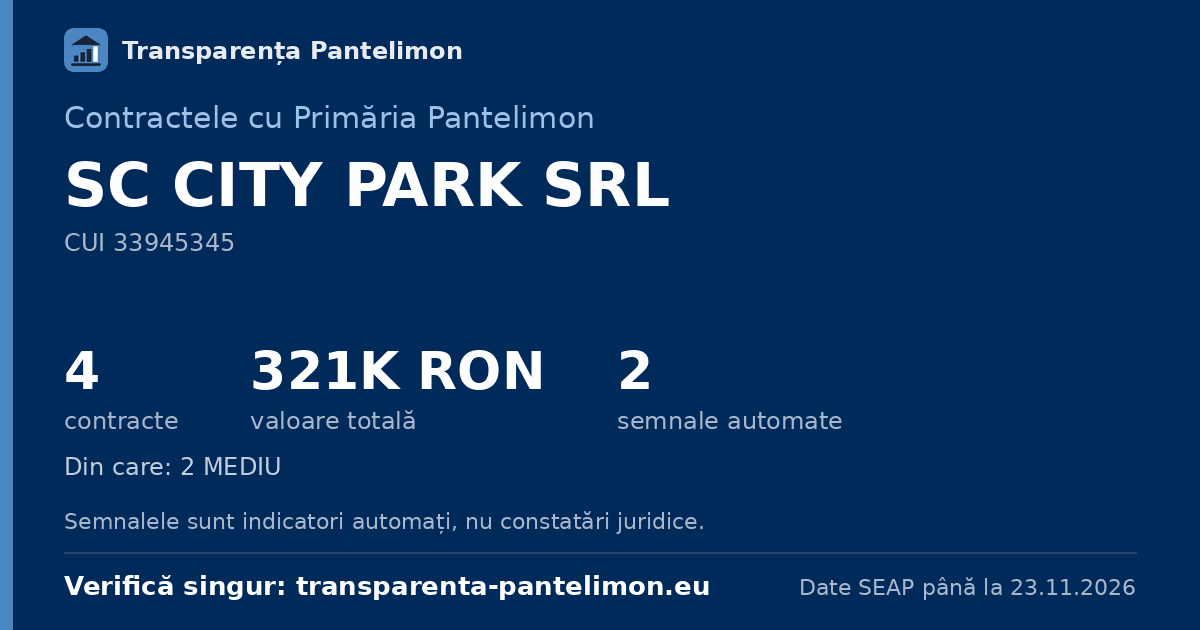 Transparența Pantelimon
Contractele cu Primăria Pantelimon
SC CITY PARK SRL
CUI 33945345
4
contracte
321K RON
valoare totală
2
semnale automate
Din care: 2 MEDIU
Semnalele sunt indicatori automați, nu constatări juridice.
Verifică singur: transparenta-pantelimon.eu
Date SEAP până la 23.11.2026